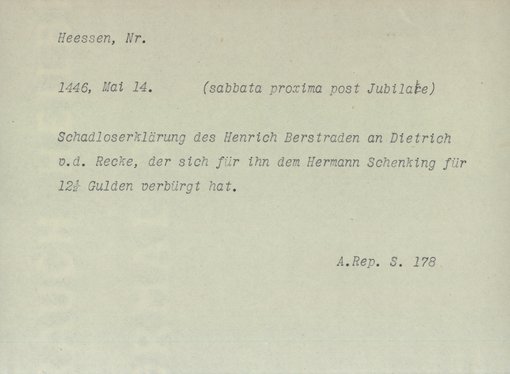 Heessen, Nr.
1446, Mai 14. (sabbata proxima post Jubilate)
Schadloserklärung des Henrich Berstraden an Dietrich
v.d. Recke, der sich für ihn dem Hermann Schenking für
12½ Gulden verbürgt hat.
A.Rep. S. 178